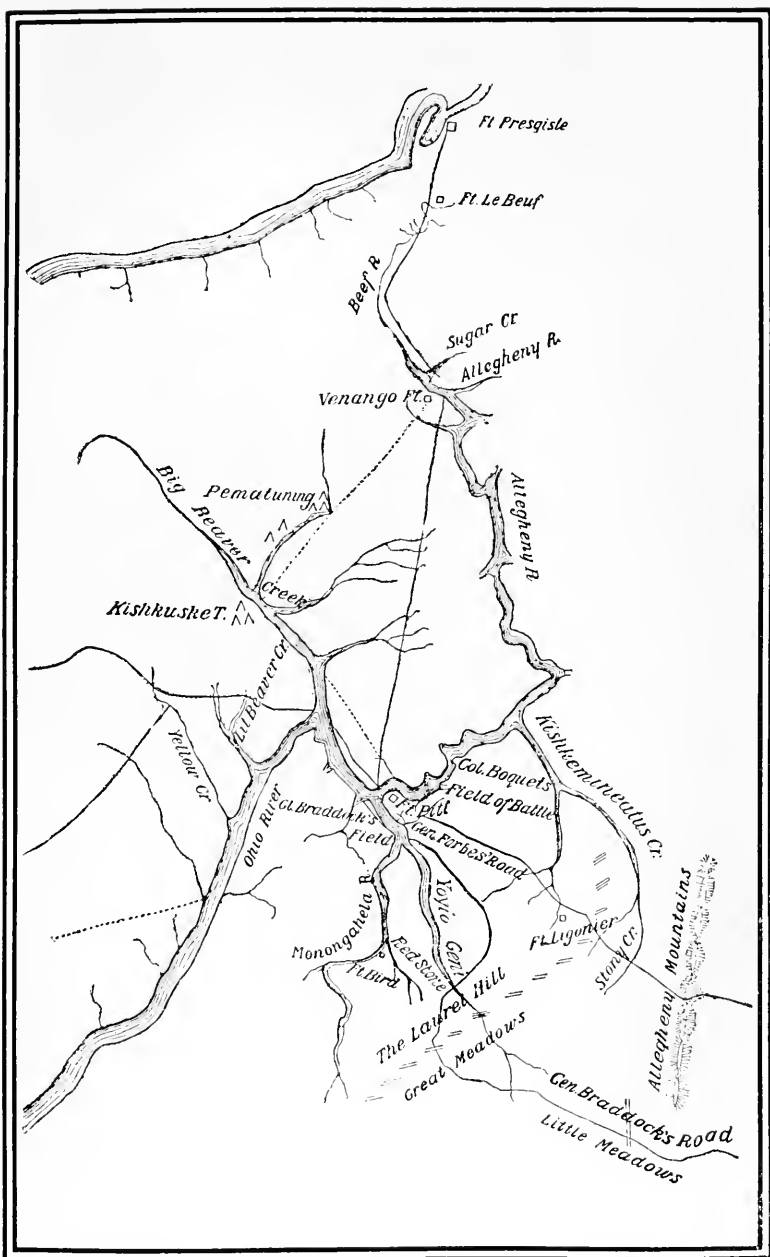 Ft Presqisle
Ft. Le Beuf
Beef R
Sugar Cr
Allegheny R.
Venango Ft.
Big Beaver Creek
Pematuning
Allegheny R
Kishkuske T.
Lil Beaver Cr.
Yellow Cr
Ohio River
Kishkemineatus Cr.
Col. Boquets
Field of Battle
Ft. Pitt
Gl. Braddock's
Field
Gen. Forbes' Road
Yoyio Geni
Monongahela R.
Ft. Bird
Red Stone
Ft. Ligonier
Stony Cr.
Allegheny Mountains
The Laurel Hill
Great Meadows
Gen. Braddock's Road
Little Meadows